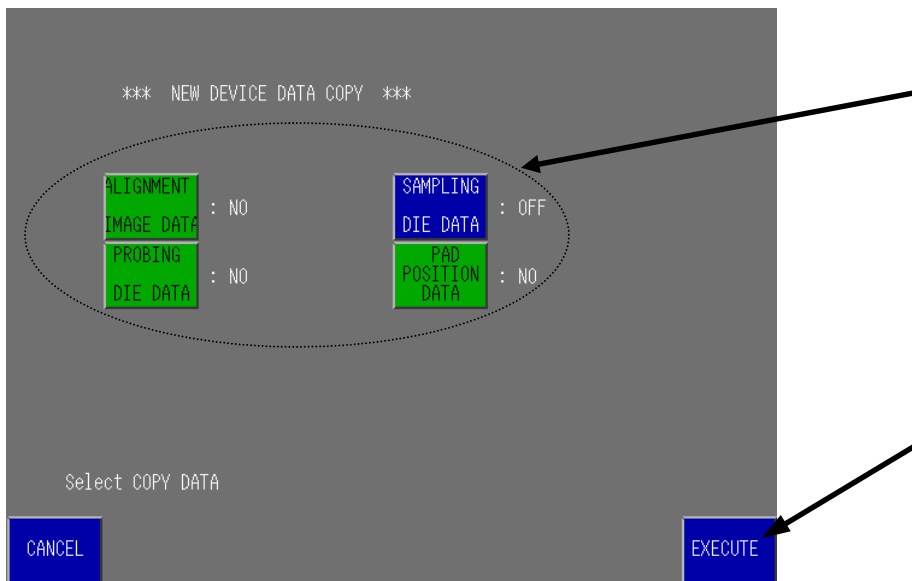 *** NEW DEVICE DATA COPY ***
ALIGNMENT
IMAGE DATA
: NO
SAMPLING
DIE DATA
: OFF
PROBING
DIE DATA
: NO
PAD
POSITION
DATA
: NO
Select COPY DATA
CANCEL
EXECUTE